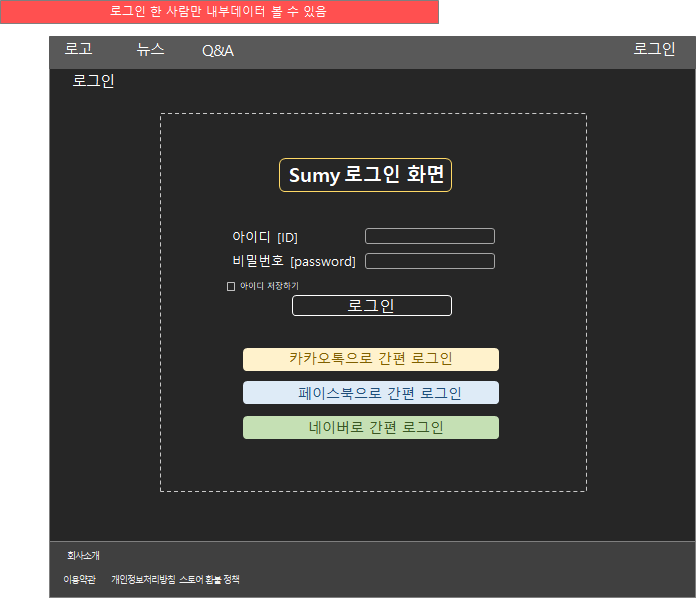 로그인 한 사람만 내부데이터 볼 수 있음
로고 뉴스 Q&A 로그인
로그인
Sumy 로그인 화면
아이디 [ID]
비밀번호 [password]
아이디 저장하기
로그인
카카오톡으로 간편 로그인
페이스북으로 간편 로그인
네이버로 간편 로그인
회사소개
이용약관 개인정보처리방침 스토어 환불 정책